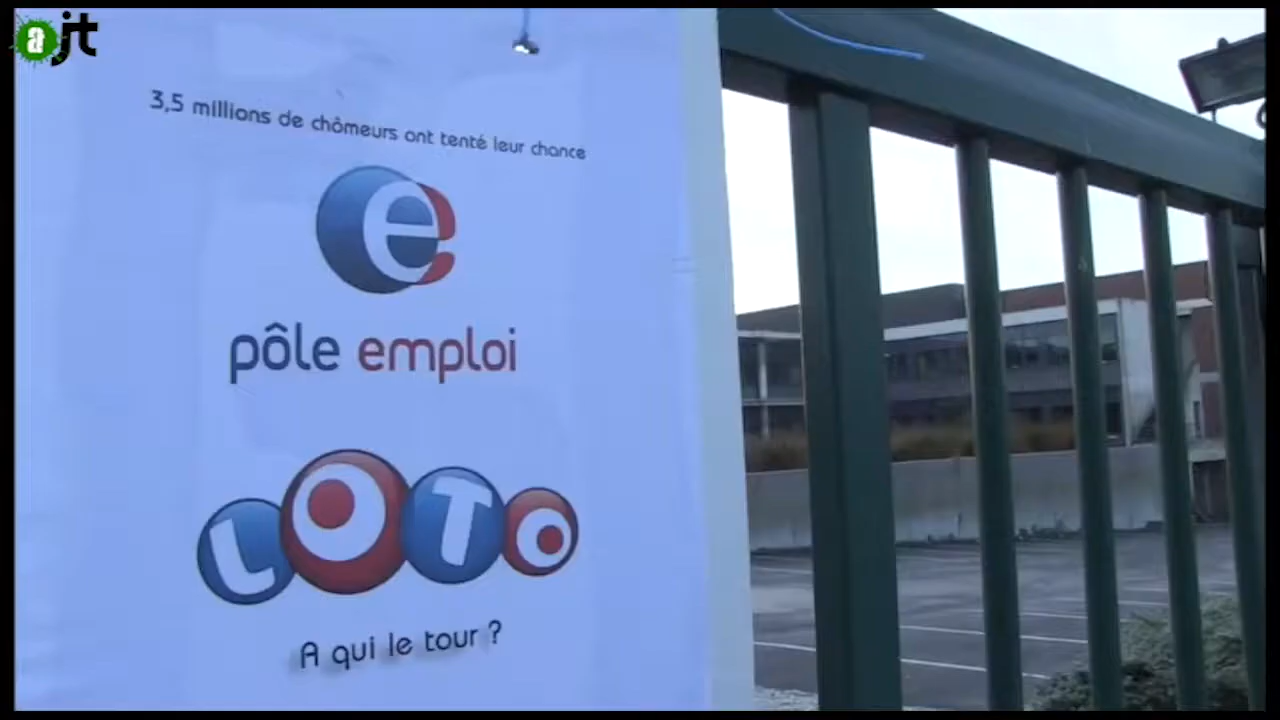 ajt
3,5 millions de chômeurs ont tenté leur chance
e
pôle emploi
LOTO
A qui le tour ?